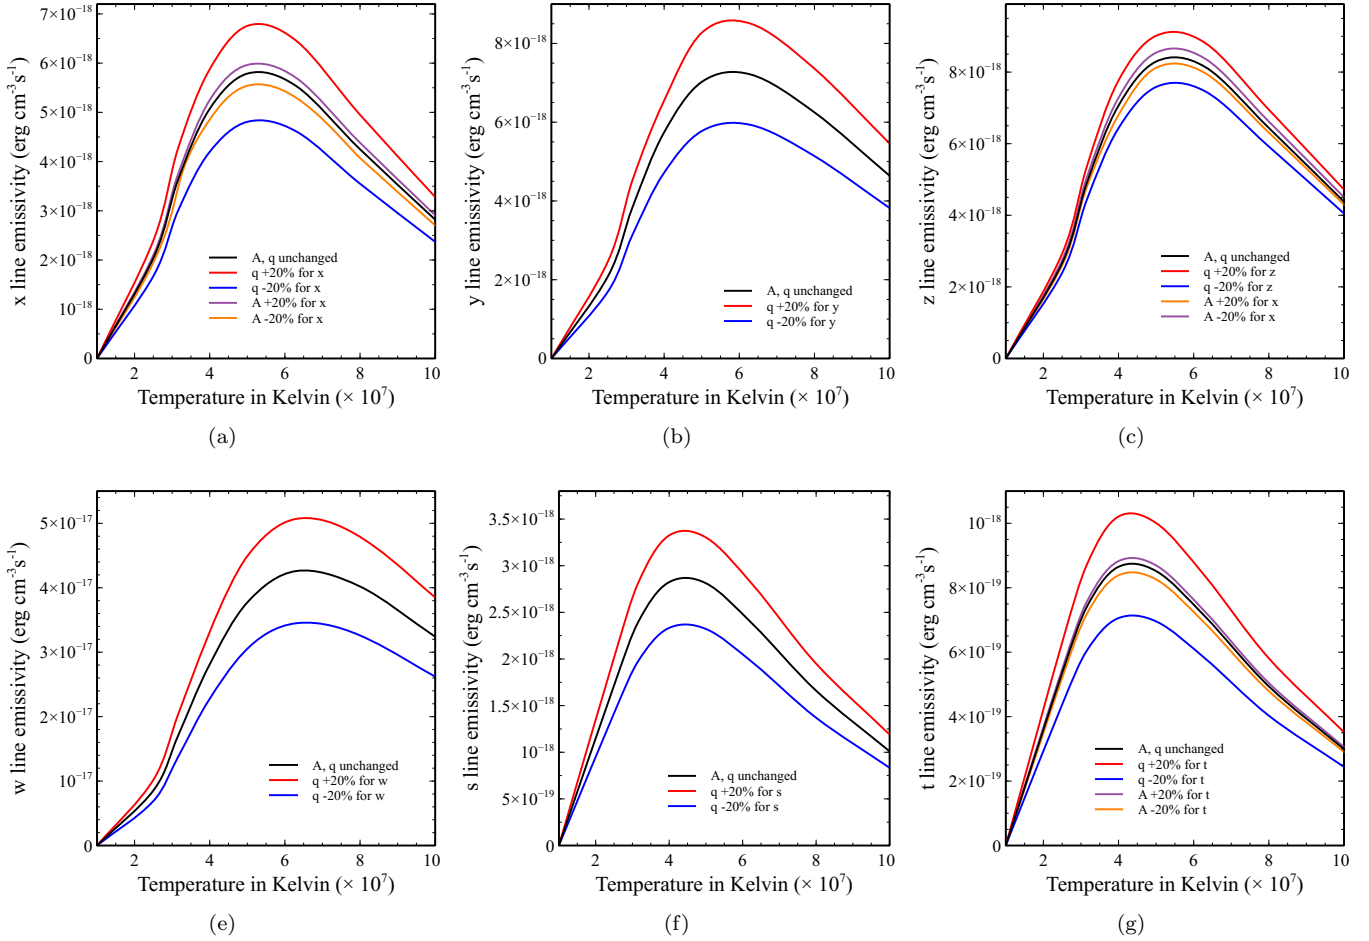 x line emissivity (erg cm⁻³s⁻¹)
7×10⁻¹⁸
6×10⁻¹⁸
5×10⁻¹⁸
4×10⁻¹⁸
3×10⁻¹⁸
2×10⁻¹⁸
10⁻¹⁸
0
A, q unchanged
q +20% for x
q -20% for x
A +20% for x
A -20% for x
2 4 6 8 10
Temperature in Kelvin (× 10⁷)
(a)
y line emissivity (erg cm⁻³s⁻¹)
8×10⁻¹⁸
6×10⁻¹⁸
4×10⁻¹⁸
2×10⁻¹⁸
0
A, q unchanged
q +20% for y
q -20% for y
2 4 6 8 10
Temperature in Kelvin (× 10⁷)
(b)
z line emissivity (erg cm⁻³s⁻¹)
8×10⁻¹⁸
6×10⁻¹⁸
4×10⁻¹⁸
2×10⁻¹⁸
0
A, q unchanged
q +20% for z
q -20% for z
A +20% for x
A -20% for x
2 4 6 8 10
Temperature in Kelvin (× 10⁷)
(c)
w line emissivity (erg cm⁻³s⁻¹)
5×10⁻¹⁷
4×10⁻¹⁷
3×10⁻¹⁷
2×10⁻¹⁷
10⁻¹⁷
0
A, q unchanged
q +20% for w
q -20% for w
2 4 6 8 10
Temperature in Kelvin (× 10⁷)
(e)
s line emissivity (erg cm⁻³s⁻¹)
3.5×10⁻¹⁸
3×10⁻¹⁸
2.5×10⁻¹⁸
2×10⁻¹⁸
1.5×10⁻¹⁸
10⁻¹⁸
5×10⁻¹⁹
0
A, q unchanged
q +20% for s
q -20% for s
2 4 6 8 10
Temperature in Kelvin (× 10⁷)
(f)
t line emissivity (erg cm⁻³s⁻¹)
10⁻¹⁸
8×10⁻¹⁹
6×10⁻¹⁹
4×10⁻¹⁹
2×10⁻¹⁹
0
A, q unchanged
q +20% for t
q -20% for t
A +20% for t
A -20% for t
2 4 6 8 10
Temperature in Kelvin (× 10⁷)
(g)